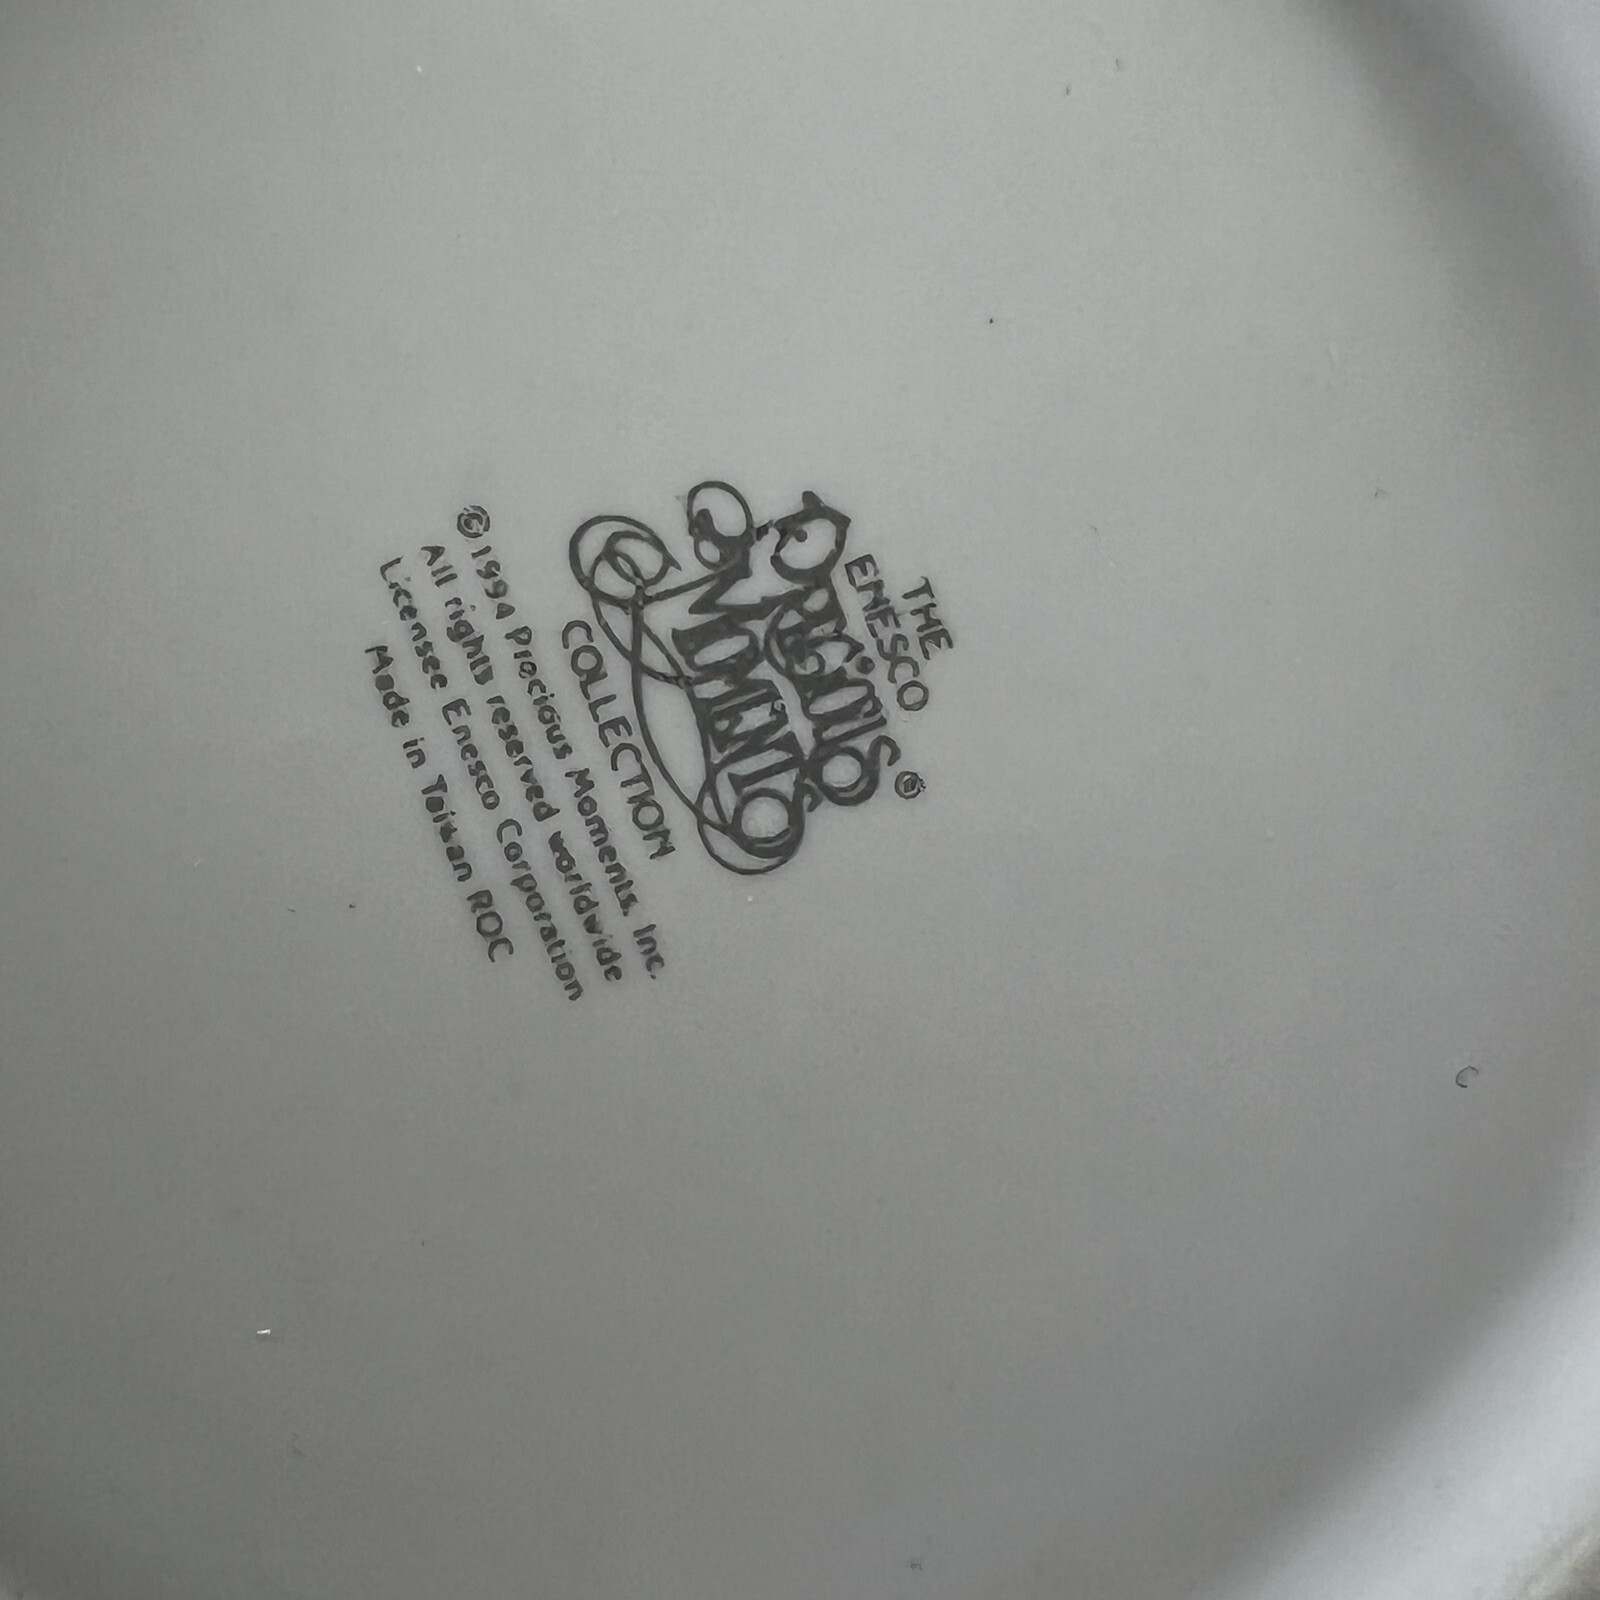 THE
ENESCO
PRECIOUS ®
MOMENTS
COLLECTION
© 1994 Precious Moments, Inc.
All rights reserved worldwide
Licensee Enesco Corporation
Made in Taiwan ROC